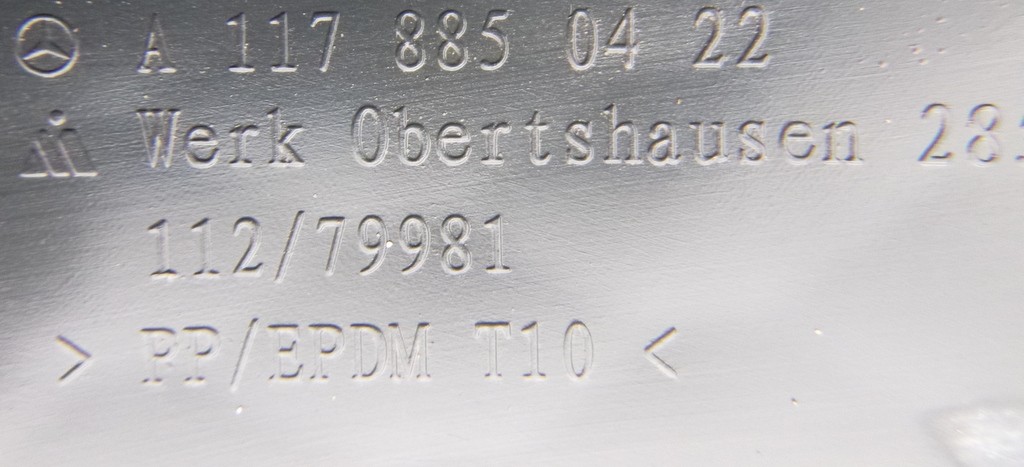 A 117 885 04 22
Werk Obertshausen
112/79981
> PP/EPDM T10 <